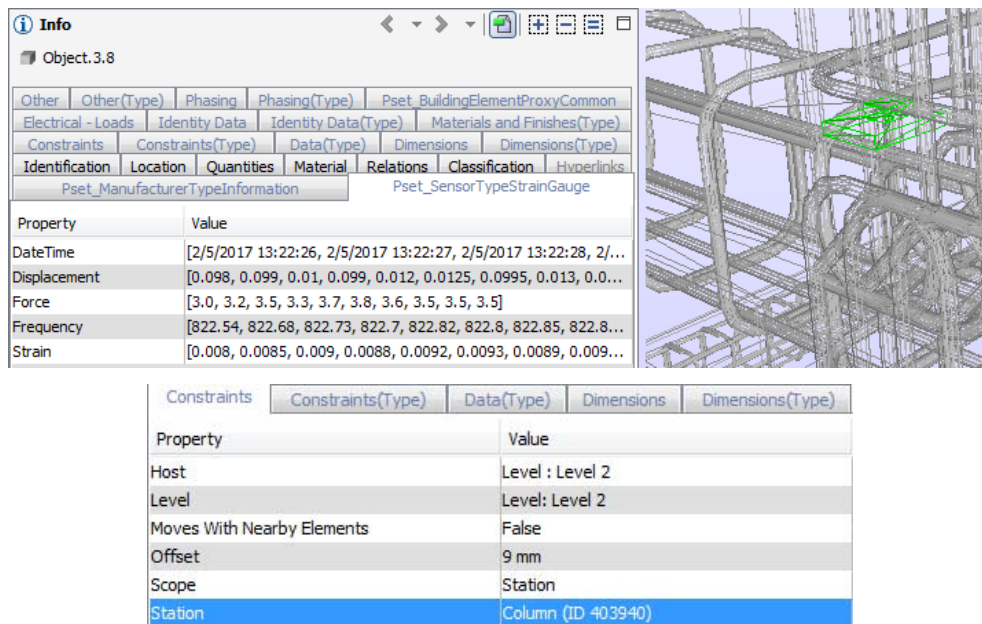 Info
Object.3.8
Other Other(Type) Phasing Phasing(Type) Pset_BuildingElementProxyCommon
Electrical - Loads Identity Data Identity Data(Type) Materials and Finishes(Type)
Constraints Constraints(Type) Data(Type) Dimensions Dimensions(Type)
Identification Location Quantities Material Relations Classification Hyperlinks
Pset_ManufacturerTypeInformation Pset_SensorTypeStrainGauge
Property Value
DateTime [2/5/2017 13:22:26, 2/5/2017 13:22:27, 2/5/2017 13:22:28, 2/...
Displacement [0.098, 0.099, 0.01, 0.099, 0.012, 0.0125, 0.0995, 0.013, 0.0...
Force [3.0, 3.2, 3.5, 3.3, 3.7, 3.8, 3.6, 3.5, 3.5, 3.5]
Frequency [822.54, 822.68, 822.73, 822.7, 822.82, 822.8, 822.85, 822.8...
Strain [0.008, 0.0085, 0.009, 0.0088, 0.0092, 0.0093, 0.0089, 0.009...
Constraints Constraints(Type) Data(Type) Dimensions Dimensions(Type)
Property Value
Host Level : Level 2
Level Level: Level 2
Moves With Nearby Elements False
Offset 9 mm
Scope Station
Station Column (ID 403940)